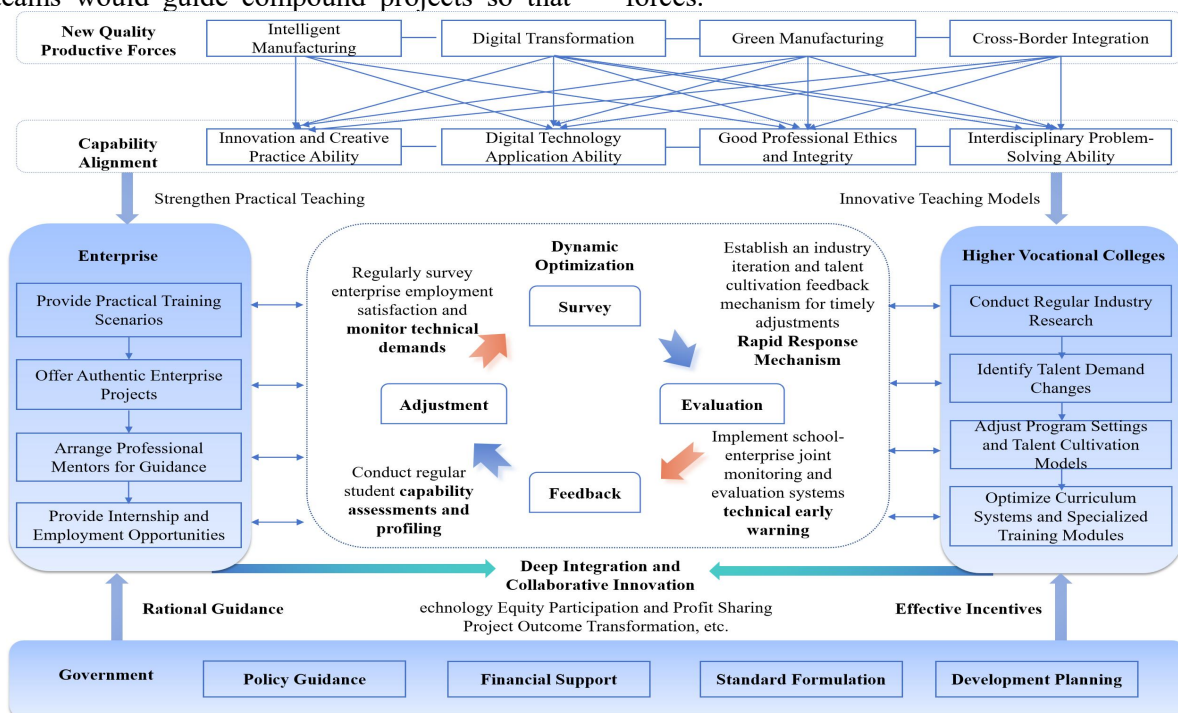 teams would guide compound projects so that forces.
New Quality
Productive Forces
Intelligent
Manufacturing
Digital Transformation
Green Manufacturing
Cross-Border Integration
Capability
Alignment
Innovation and Creative
Practice Ability
Digital Technology
Application Ability
Good Professional Ethics
and Integrity
Interdisciplinary Problem-
Solving Ability
Strengthen Practical Teaching
Innovative Teaching Models
Enterprise
Provide Practical Training
Scenarios
Offer Authentic Enterprise
Projects
Arrange Professional
Mentors for Guidance
Provide Internship and
Employment Opportunities
Dynamic
Optimization
Regularly survey
enterprise employment
satisfaction and
monitor technical
demands
Survey
Establish an industry
iteration and talent
cultivation feedback
mechanism for timely
adjustments
Rapid Response
Mechanism
Adjustment
Evaluation
Conduct regular
student capability
assessments and
profiling
Feedback
Implement school-
enterprise joint
monitoring and
evaluation systems
technical early
warning
Higher Vocational Colleges
Conduct Regular Industry
Research
Identify Talent Demand
Changes
Adjust Program Settings
and Talent Cultivation
Models
Optimize Curriculum
Systems and Specialized
Training Modules
Deep Integration and
Collaborative Innovation
echnology Equity Participation and Profit Sharing
Project Outcome Transformation, etc.
Rational Guidance
Effective Incentives
Government
Policy Guidance
Financial Support
Standard Formulation
Development Planning